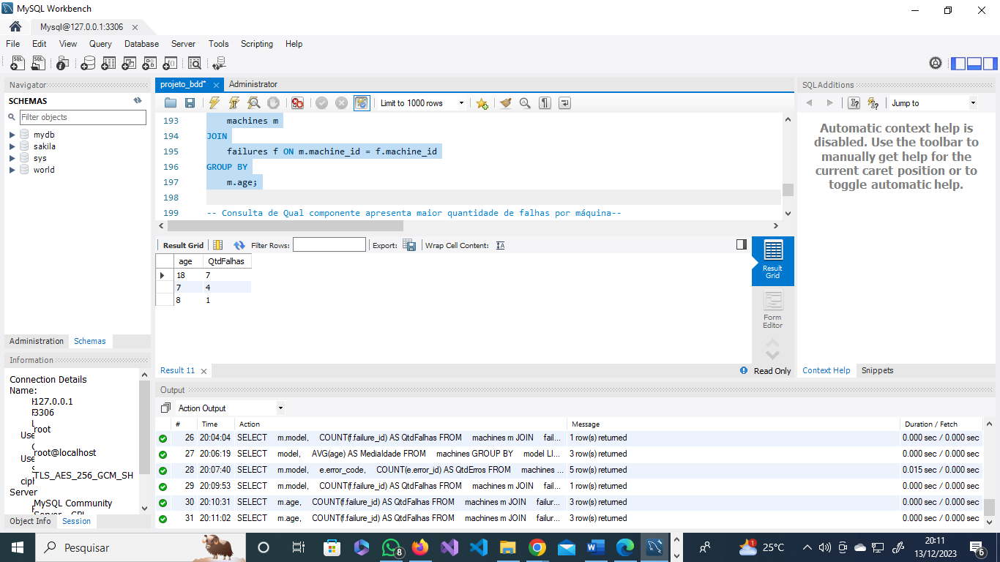 MySQL Workbench
Mysql@127.0.0.1:3306
File Edit View Query Database Server Tools Scripting Help
Navigator
SCHEMAS
Filter objects
mydb
sakila
sys
world
Administration Schemas
Information
Connection Details
Name:
127.0.0.1
3306
root
Use
root@localhost
Use
TLS_AES_256_GCM_SH
ciph
Server
MySQL Community
Object Info Session
projeto_bdd* Administrator
Limit to 1000 rows
193 machines m
194 JOIN
195 failures f ON m.machine_id = f.machine_id
196 GROUP BY
197 m.age;
198
199 -- Consulta de Qual componente apresenta maior quantidade de falhas por máquina--
Result Grid Filter Rows: Export: Wrap Cell Content:
age QtdFalhas
18 7
7 4
8 1
Result Grid
Form Editor
Result 11 Read Only
SQLAdditions
Jump to
Automatic context help is
disabled. Use the toolbar to
manually get help for the
current caret position or to
toggle automatic help.
Context Help Snippets
Output
Action Output
# Time Action Message Duration / Fetch
26 20:04:04 SELECT m.model, COUNT(f.failure_id) AS QtdFalhas FROM machines m JOIN fail... 1 row(s) returned 0.000 sec / 0.000 sec
27 20:06:19 SELECT model, AVG(age) AS MediaIdade FROM machines GROUP BY model LI... 3 row(s) returned 0.000 sec / 0.000 sec
28 20:07:40 SELECT m.model, e.error_code, COUNT(e.error_id) AS QtdErros FROM machines ... 5 row(s) returned 0.015 sec / 0.000 sec
29 20:09:53 SELECT m.model, COUNT(f.failure_id) AS QtdFalhas FROM machines m JOIN fail... 1 row(s) returned 0.000 sec / 0.000 sec
30 20:10:31 SELECT m.age, COUNT(f.failure_id) AS QtdFalhas FROM machines m JOIN failur... 3 row(s) returned 0.000 sec / 0.000 sec
31 20:11:02 SELECT m.age, COUNT(f.failure_id) AS QtdFalhas FROM machines m JOIN failur... 3 row(s) returned 0.000 sec / 0.000 sec
Pesquisar
8
1
25°C
20:11
13/12/2023
6